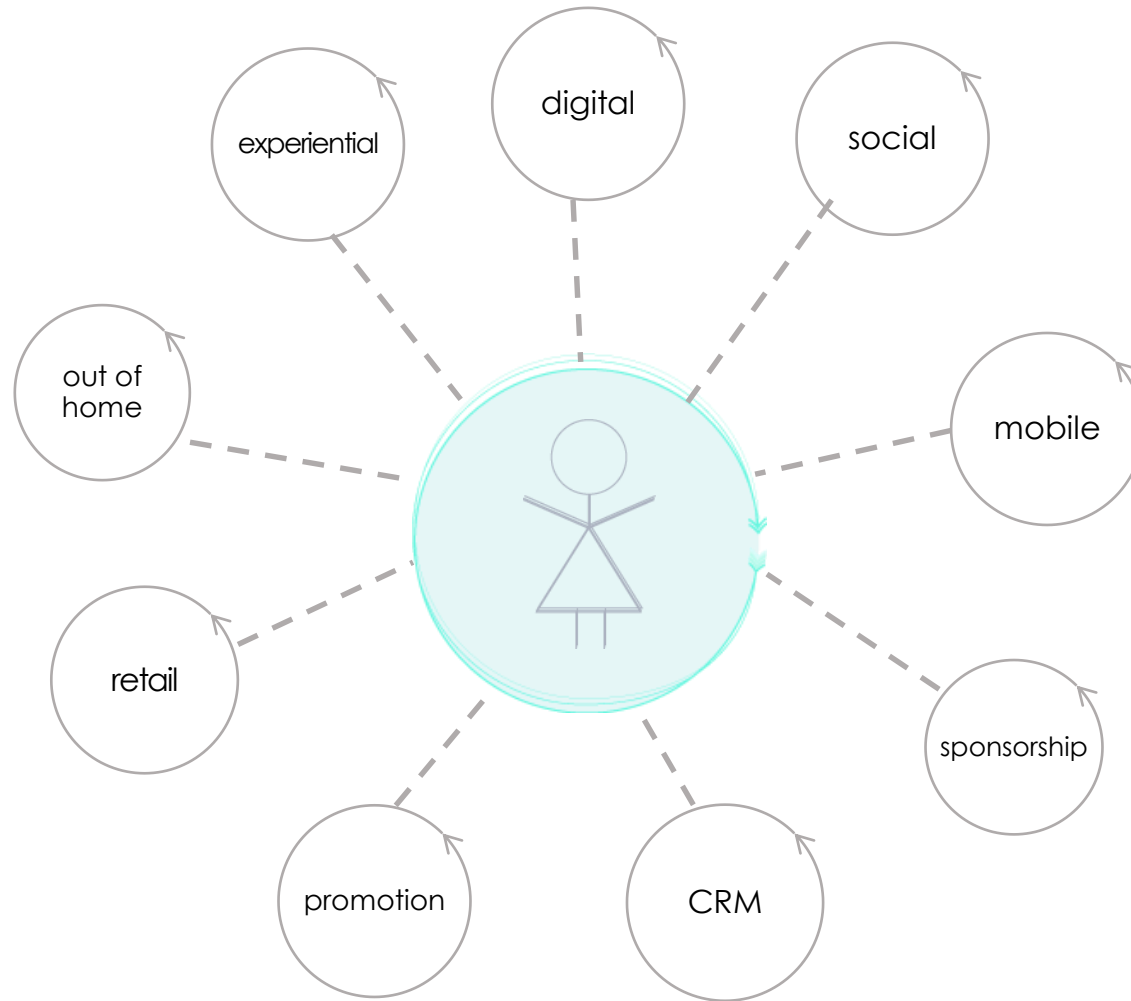 digital
social
experiential
out of
home
mobile
retail
sponsorship
promotion
CRM